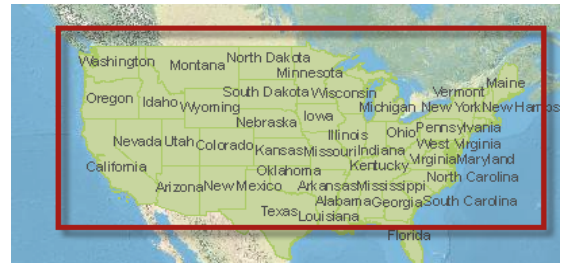 Washington
Montana
North Dakota
Minnesota
Maine
Oregon
Idaho
Wyoming
South Dakota
Wisconsin
Vermont
Michigan
New York
New Hamps
Nebraska
Iowa
Illinois
Ohio
Pennsylvania
Nevada
Utah
Colorado
Kansas
Missouri
Indiana
West Virginia
California
Oklahoma
Kentucky
Virginia
Maryland
Arizona
New Mexico
Arkansas
Mississippi
North Carolina
Texas
Louisiana
Alabama
Georgia
South Carolina
Florida